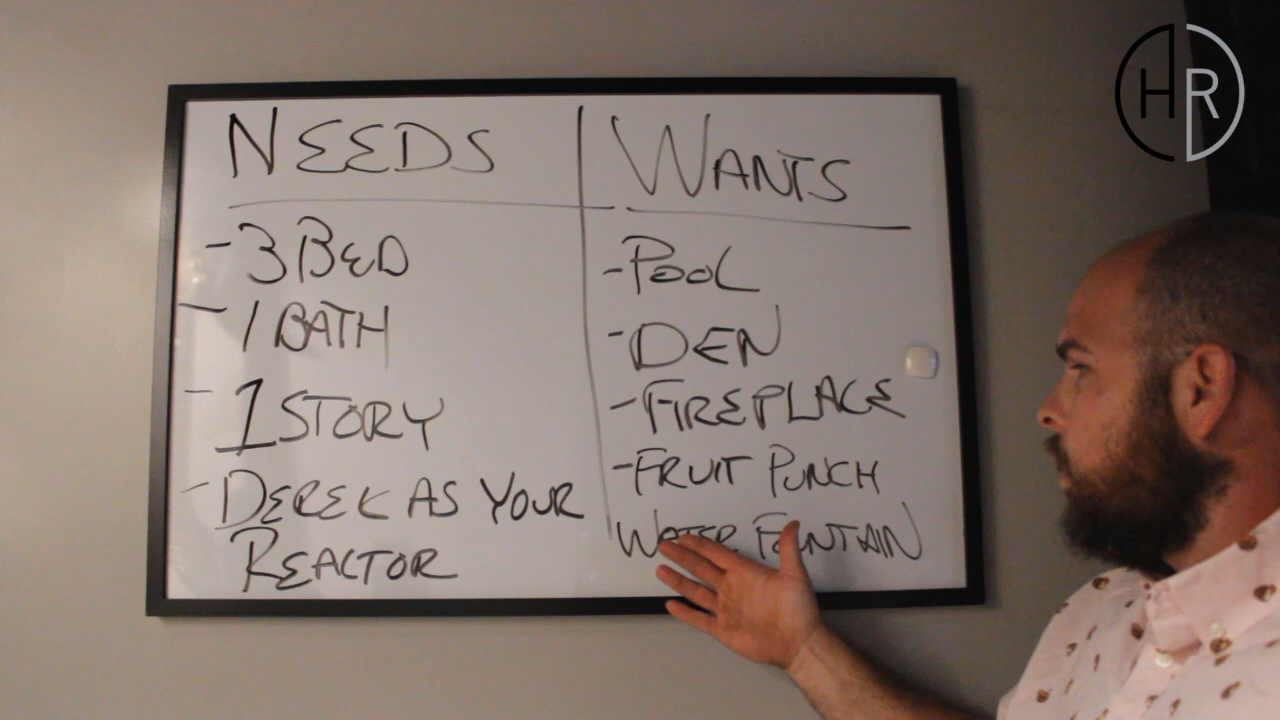 NEEDS
- 3 BED
- 1 BATH
- 1 STORY
- DEREK AS YOUR
REACTOR
WANTS
- POOL
- DEN
- FIREPLACE
- FRUIT PUNCH
WATER FOUNTAIN
HR